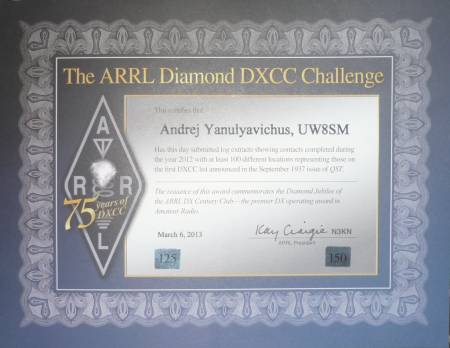 The ARRL Diamond DXCC Challenge
This certifies that
Andrej Yanulyavichus, UW8SM
Has this day submitted log extracts showing contacts completed during
the year 2012 with at least 100 different locations representing those on
the first DXCC list announced in the September 1937 issue of QST.
The issuance of this award commemorates the Diamond Jubilee of
the ARRL DX Century Club—the premier DX operating award in
Amateur Radio.
A
R R
L
75 years of
DXCC
March 6, 2013
Kay Craigie N3KN
ARRL, President
125
150